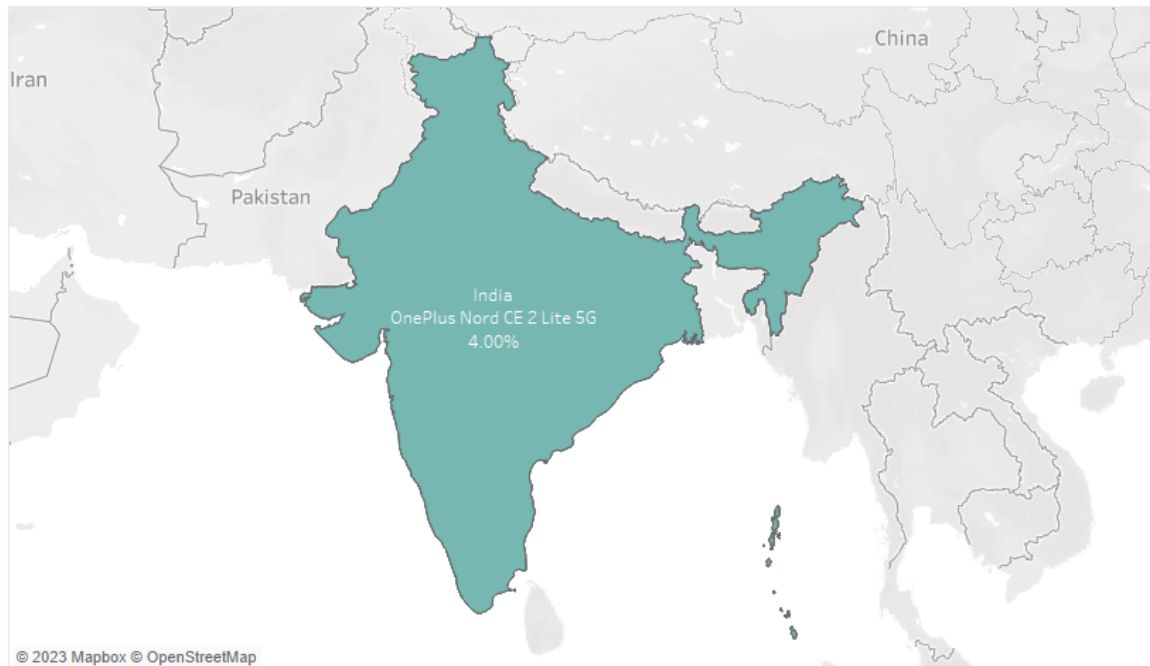 China
Iran
Pakistan
India
OnePlus Nord CE 2 Lite 5G
4.00%
© 2023 Mapbox © OpenStreetMap